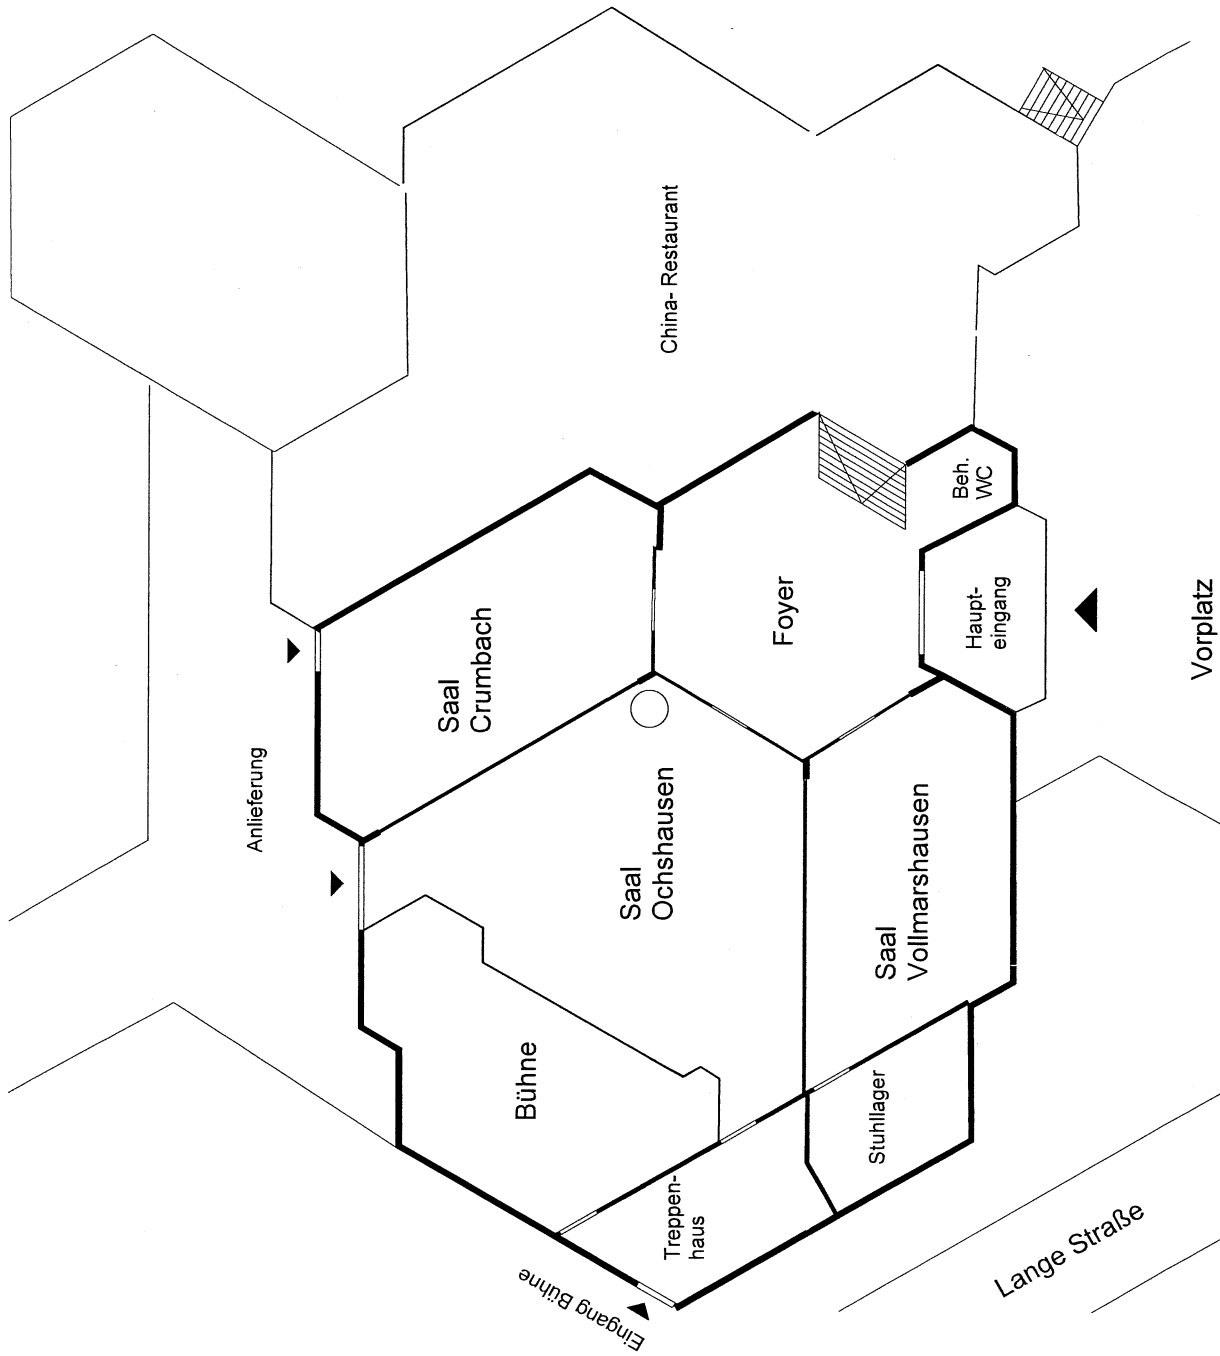 Anlieferung
Saal
Crumbach
China- Restaurant
Bühne
Saal
Ochshausen
Foyer
Beh.
WC
Eingang Bühne
Treppen-
haus
Stuhllager
Saal
Vollmarshausen
Haupt-
eingang
Lange Straße
Vorplatz